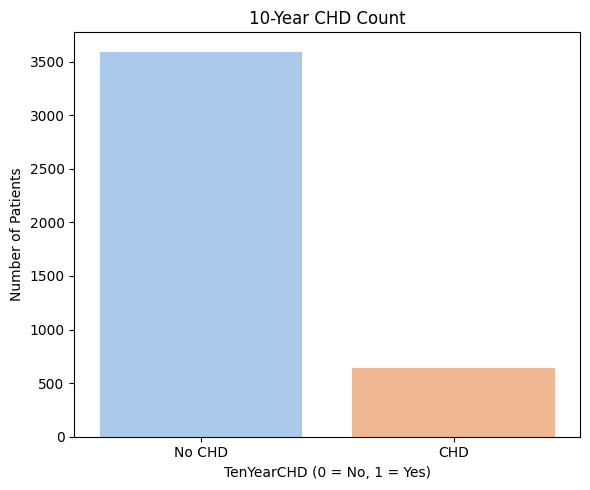 10-Year CHD Count
Number of Patients
3500
3000
2500
2000
1500
1000
500
0
No CHD
CHD
TenYearCHD (0 = No, 1 = Yes)